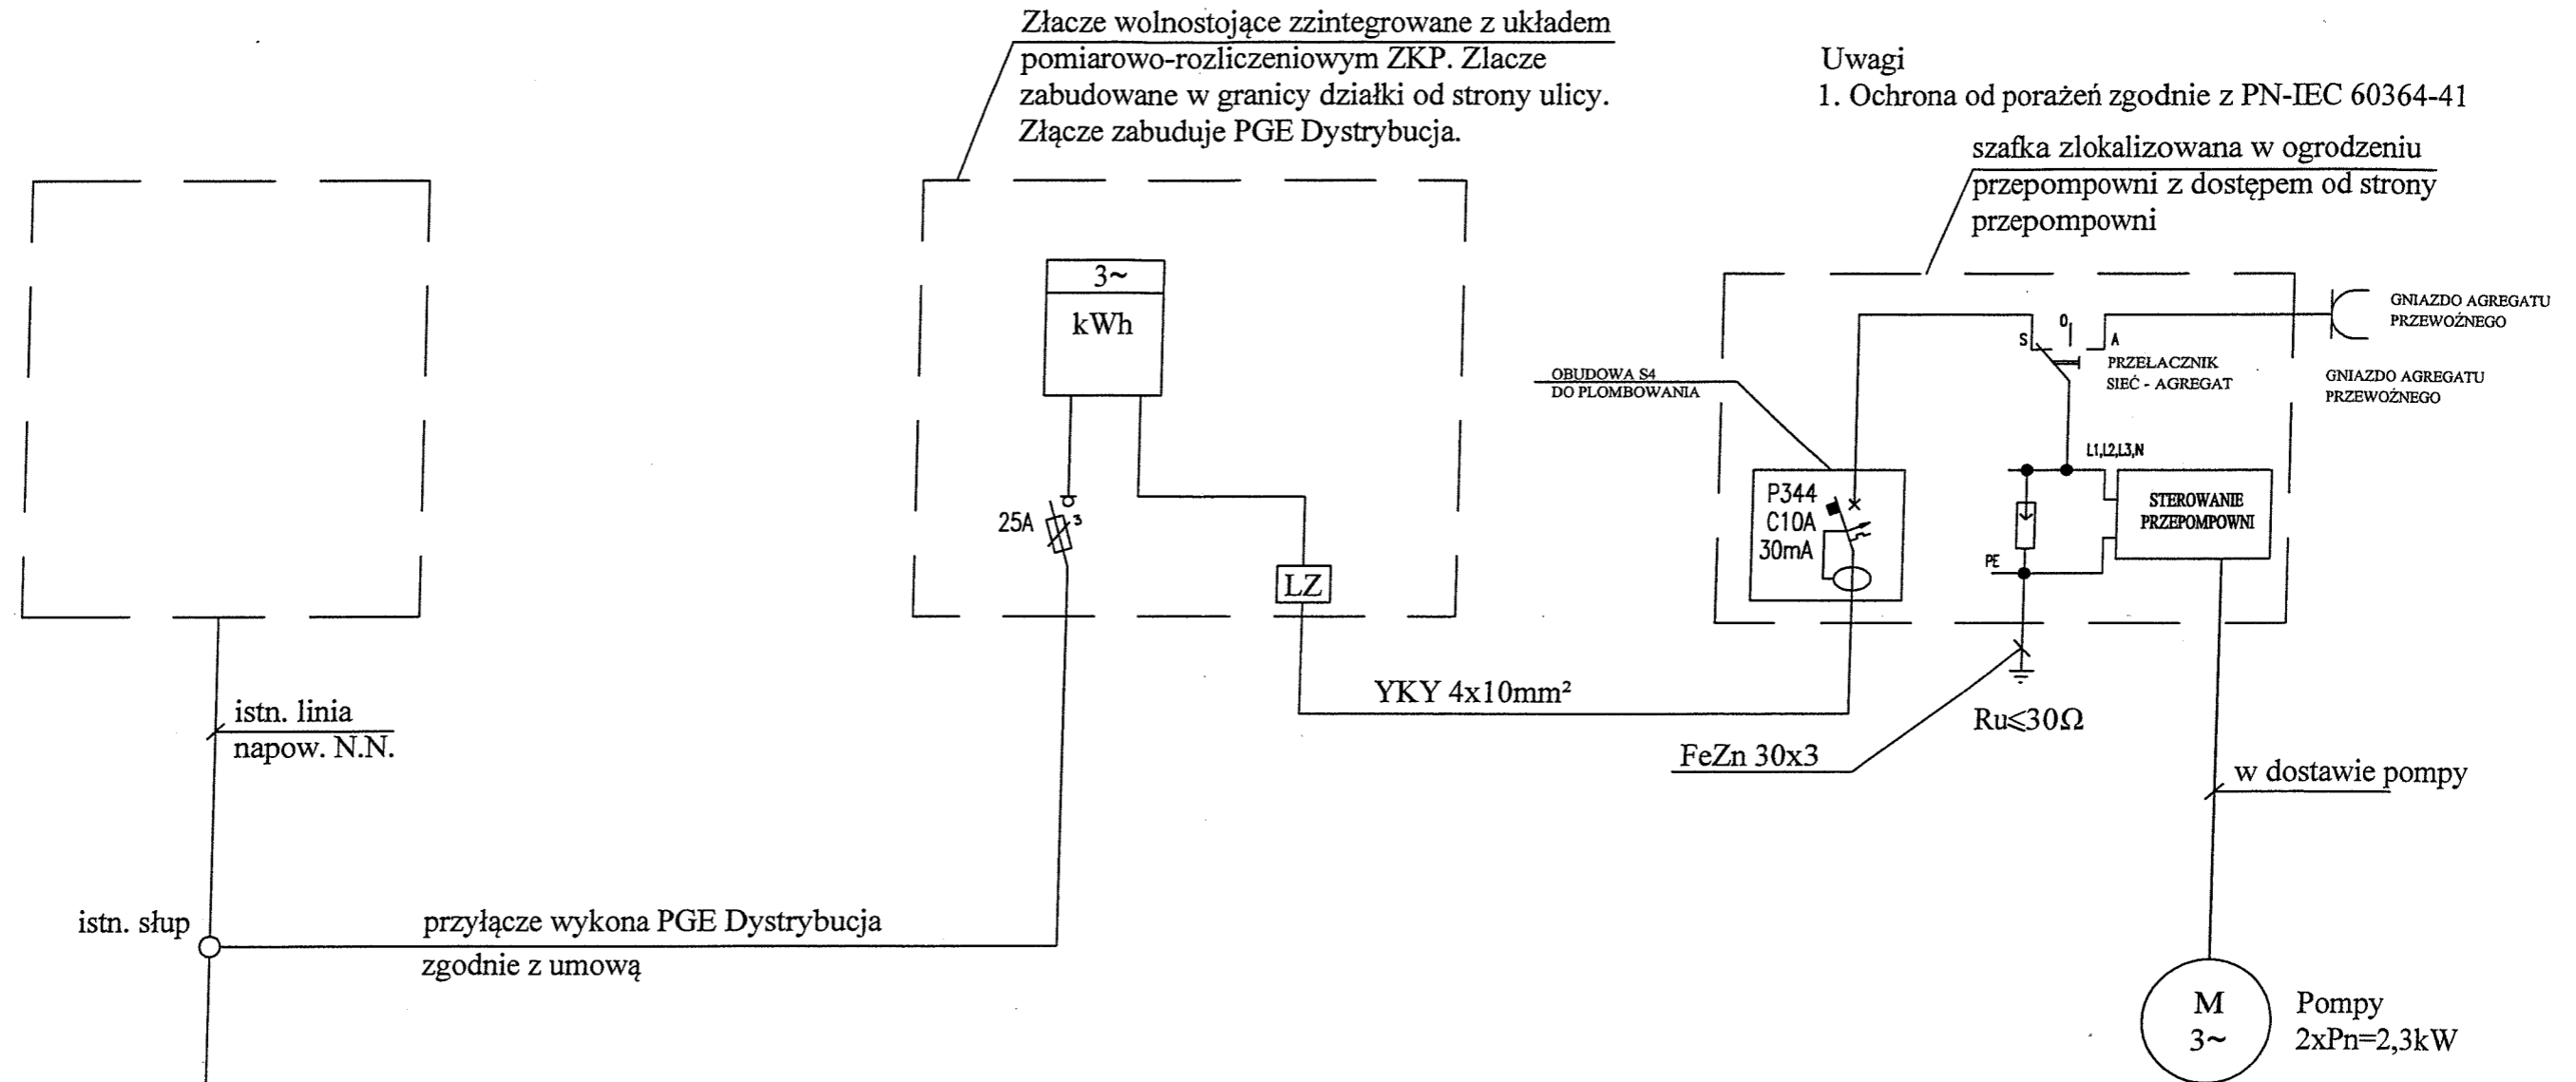 Złacze wolnostojące zzintegrowane z układem
pomiarowo-rozliczeniowym ZKP. Zlacze
zabudowane w granicy działki od strony ulicy.
Złącze zabuduje PGE Dystrybucja.
Uwagi
1. Ochrona od porażeń zgodnie z PN-IEC 60364-41
szafka zlokalizowana w ogrodzeniu
przepompowni z dostępem od strony
przepompowni
3~
kWh
25A
3
LZ
OBUDOWA S4
DO PLOMBOWANIA
P344
C10A
30mA
S
0
A
PRZEŁACZNIK
SIEĆ - AGREGAT
GNIAZDO AGREGATU
PRZEWOŹNEGO
GNIAZDO AGREGATU
PRZEWOŹNEGO
L1,L2,L3,N
STEROWANIE
PRZEPOMPOWNI
PE
YKY 4x10mm²
Ru≤30Ω
FeZn 30x3
w dostawie pompy
istn. linia
napow. N.N.
istn. słup
przyłącze wykona PGE Dystrybucja
zgodnie z umową
M
3~
Pompy
2xPn=2,3kW